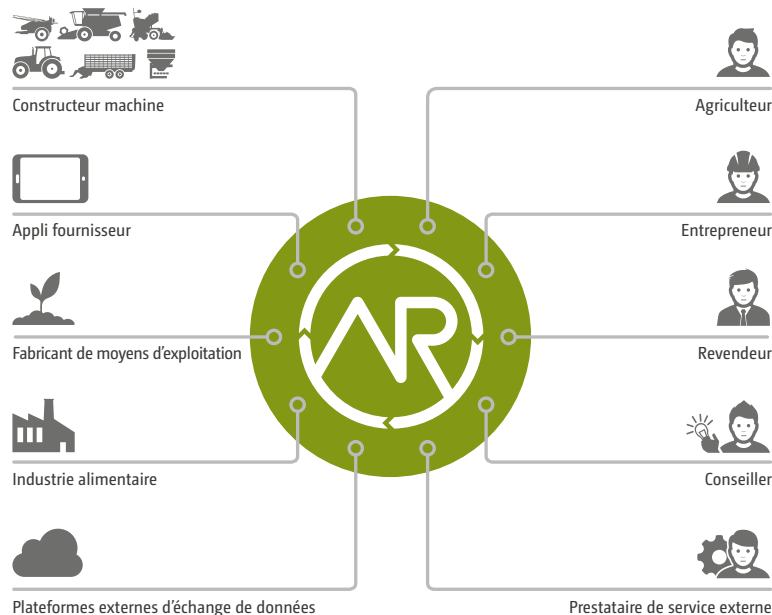 Constructeur machine
Agriculteur
Appli fournisseur
Entrepreneur
AR
Fabricant de moyens d'exploitation
Revendeur
Industrie alimentaire
Conseiller
Plateformes externes d'échange de données
Prestataire de service externe